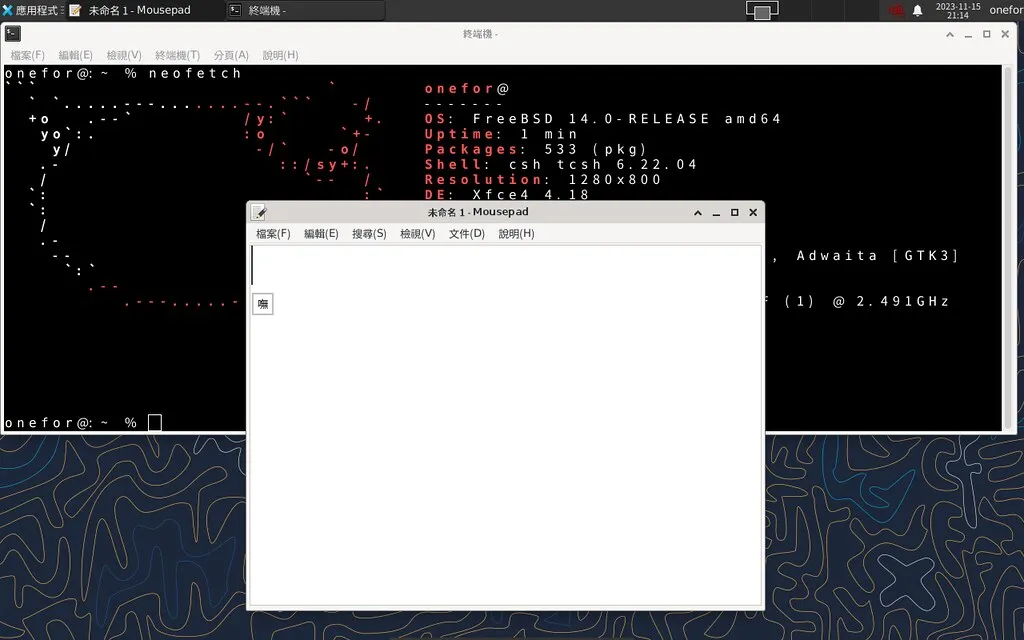 應用程式
未命名 1 - Mousepad
終端機 -
2023-11-15
21:14
onefor
終端機 -
檔案(F) 編輯(E) 檢視(V) 終端機(T) 分頁(A) 說明(H)
onefor@:~ % neofetch
onefor@
-------
OS: FreeBSD 14.0-RELEASE amd64
Uptime: 1 min
Packages: 533 (pkg)
Shell: csh tcsh 6.22.04
Resolution: 1280x800
DE: Xfce4 4.18
, Adwaita [GTK3]
(1) @ 2.491GHz
onefor@:~ %
未命名 1 - Mousepad
檔案(F) 編輯(E) 搜尋(S) 檢視(V) 文件(D) 說明(H)